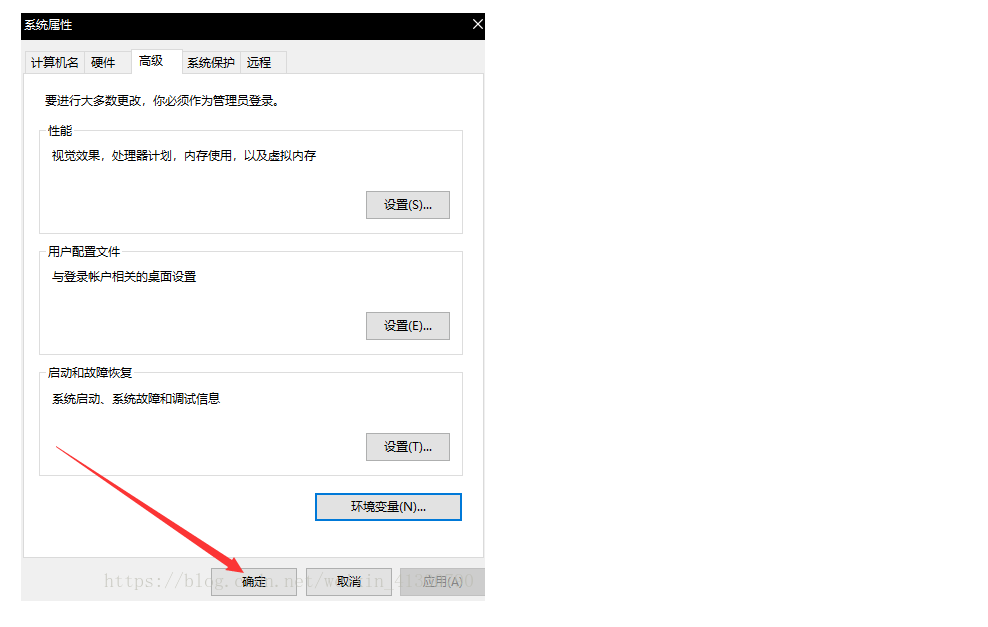 系统属性
计算机名 硬件 高级 系统保护 远程
要进行大多数更改，你必须作为管理员登录。
性能
视觉效果，处理器计划，内存使用，以及虚拟内存
设置(S)...
用户配置文件
与登录帐户相关的桌面设置
设置(E)...
启动和故障恢复
系统启动、系统故障和调试信息
设置(T)...
环境变量(N)...
确定 取消 应用(A)